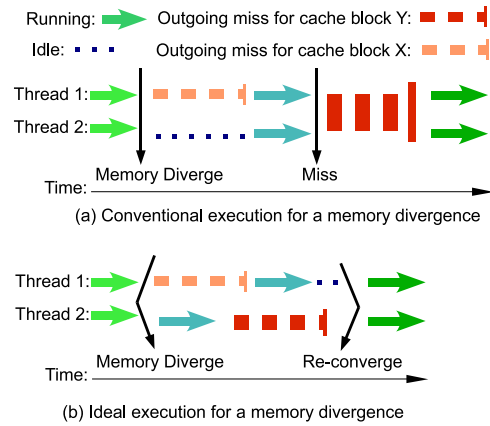 Running: Outgoing miss for cache block Y:
Idle: Outgoing miss for cache block X:
Thread 1:
Thread 2:
Memory Diverge Miss
Time:
(a) Conventional execution for a memory divergence
Thread 1:
Thread 2:
Memory Diverge Re-converge
Time:
(b) Ideal execution for a memory divergence